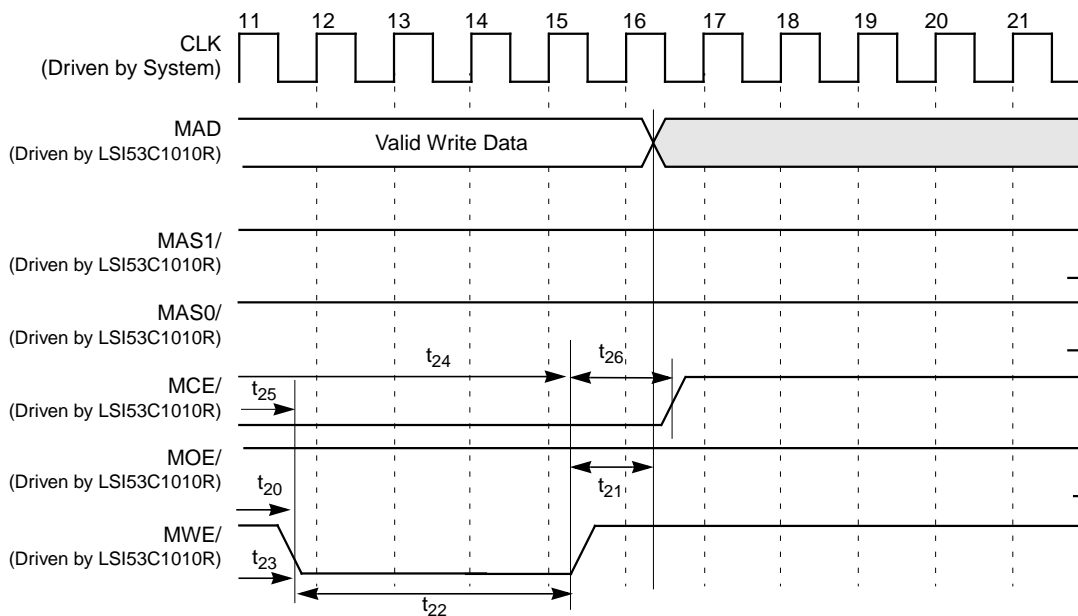 11 12 13 14 15 16 17 18 19 20 21
CLK
(Driven by System)
MAD
(Driven by LSI53C1010R)
Valid Write Data
MAS1/
(Driven by LSI53C1010R)
MAS0/
(Driven by LSI53C1010R)
t24
t26
MCE/
(Driven by LSI53C1010R)
t25
MOE/
(Driven by LSI53C1010R)
t21
t20
MWE/
(Driven by LSI53C1010R)
t23
t22